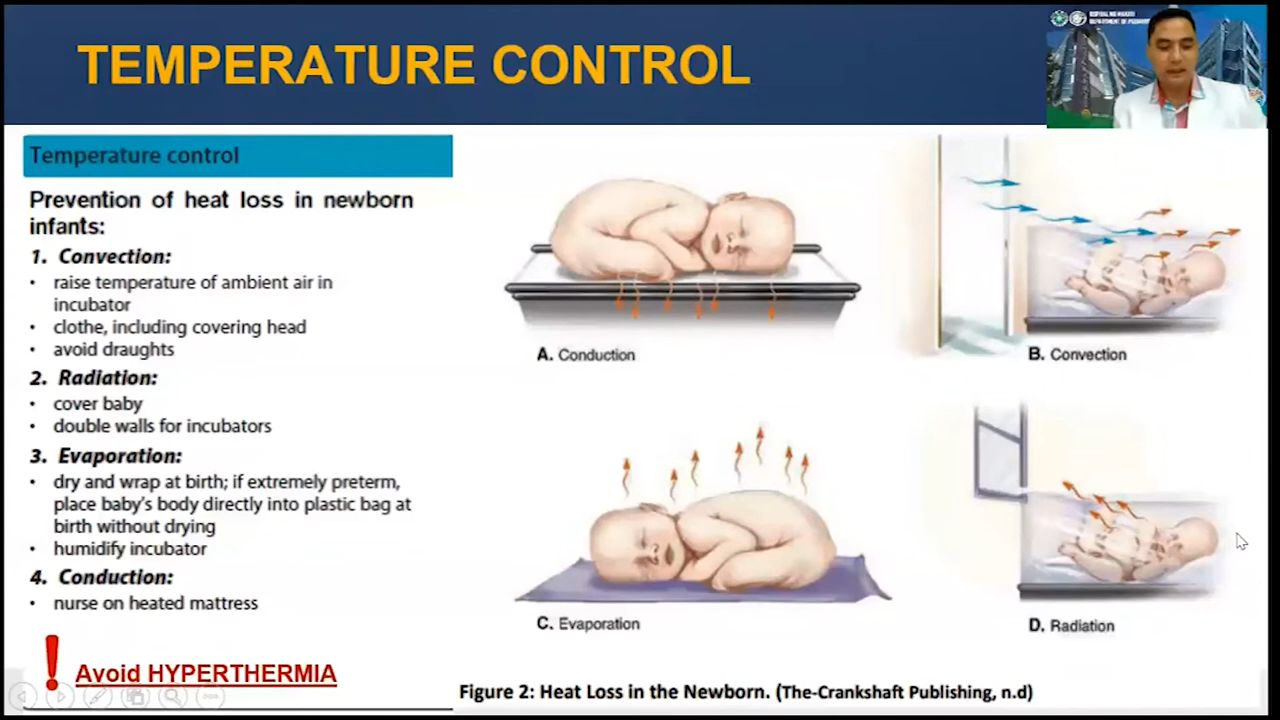 TEMPERATURE CONTROL
OSPITAL NG MAKATI
Temperature control
Prevention of heat loss in newborn
infants:
1. Convection:
• raise temperature of ambient air in
incubator
• clothe, including covering head
• avoid draughts
2. Radiation:
• cover baby
• double walls for incubators
3. Evaporation:
• dry and wrap at birth; if extremely preterm,
place baby's body directly into plastic bag at
birth without drying
• humidify incubator
4. Conduction:
• nurse on heated mattress
! Avoid HYPERTHERMIA
A. Conduction
B. Convection
C. Evaporation
D. Radiation
Figure 2: Heat Loss in the Newborn. (The-Crankshaft Publishing, n.d)